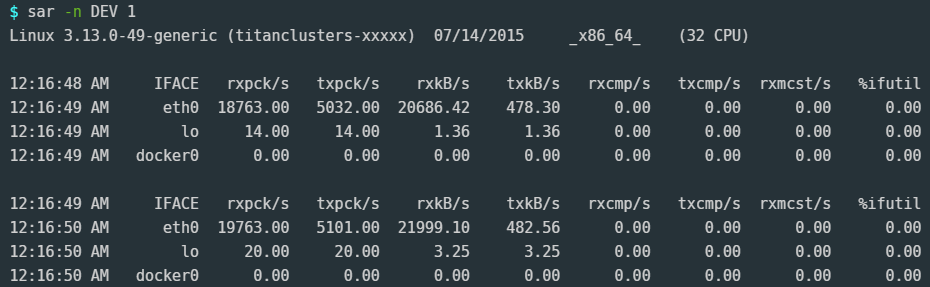 $ sar -n DEV 1
Linux 3.13.0-49-generic (titanclusters-xxxxx)  07/14/2015     _x86_64_    (32 CPU)

12:16:48 AM     IFACE   rxpck/s   txpck/s    rxkB/s    txkB/s   rxcmp/s   txcmp/s  rxmcst/s   %ifutil
12:16:49 AM      eth0  18763.00   5032.00  20686.42    478.30      0.00      0.00      0.00      0.00
12:16:49 AM        lo     14.00     14.00      1.36      1.36      0.00      0.00      0.00      0.00
12:16:49 AM   docker0      0.00      0.00      0.00      0.00      0.00      0.00      0.00      0.00

12:16:49 AM     IFACE   rxpck/s   txpck/s    rxkB/s    txkB/s   rxcmp/s   txcmp/s  rxmcst/s   %ifutil
12:16:50 AM      eth0  19763.00   5101.00  21999.10    482.56      0.00      0.00      0.00      0.00
12:16:50 AM        lo     20.00     20.00      3.25      3.25      0.00      0.00      0.00      0.00
12:16:50 AM   docker0      0.00      0.00      0.00      0.00      0.00      0.00      0.00      0.00